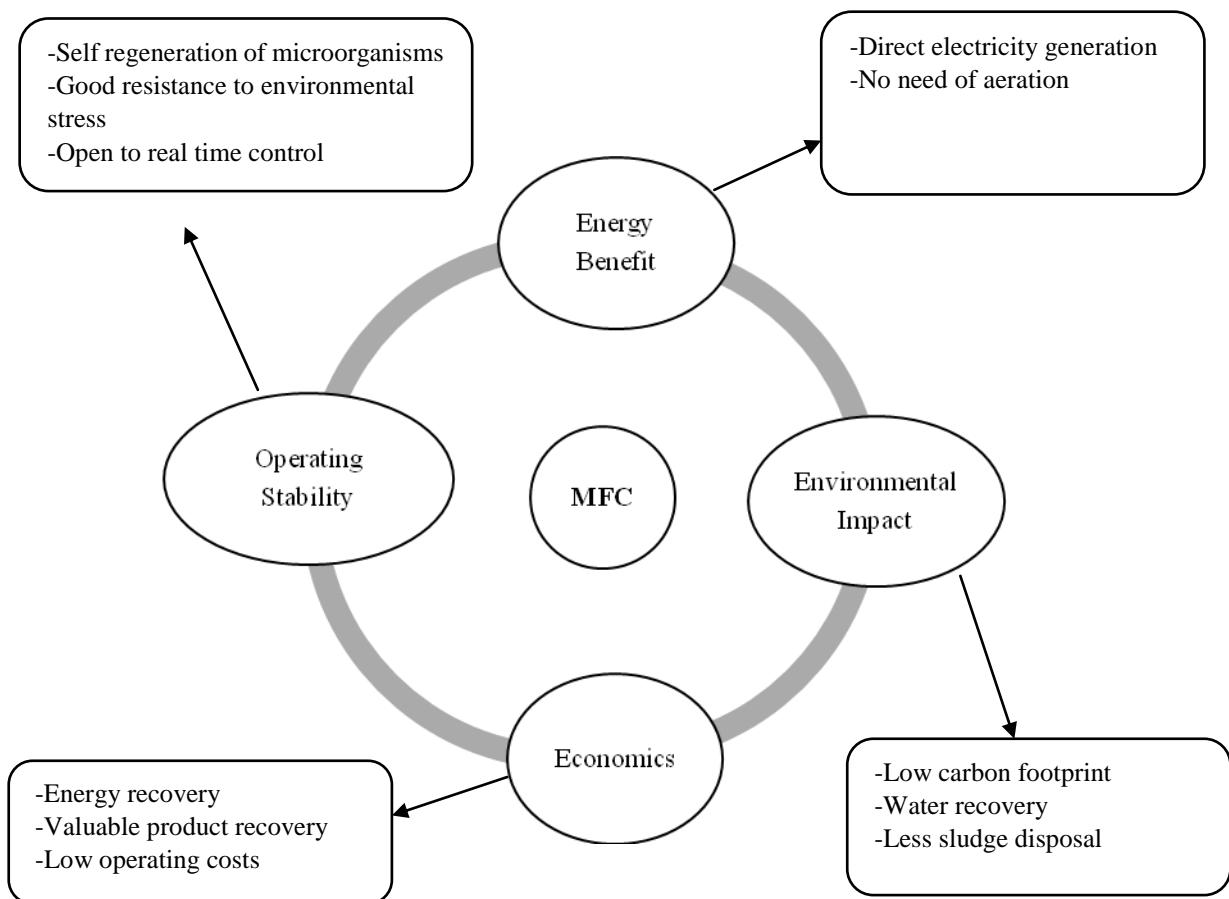 -Self regeneration of microorganisms
-Good resistance to environmental
stress
-Open to real time control
-Direct electricity generation
-No need of aeration
Energy
Benefit
Operating
Stability
MFC
Environmental
Impact
Economics
-Energy recovery
-Valuable product recovery
-Low operating costs
-Low carbon footprint
-Water recovery
-Less sludge disposal